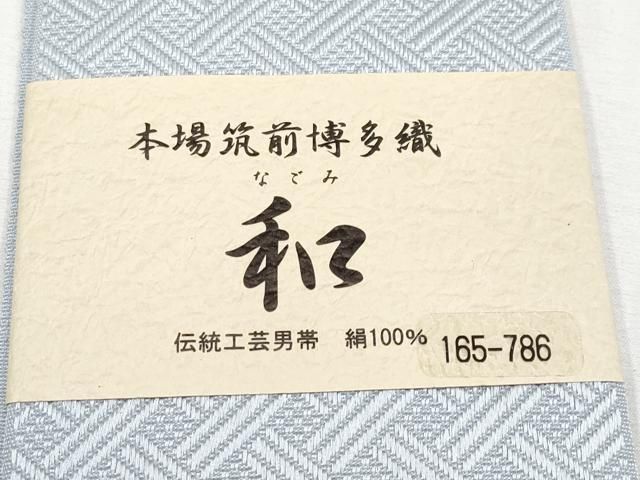 本場筑前博多織
なごみ
和
伝統工芸男帯　絹100%
165-786